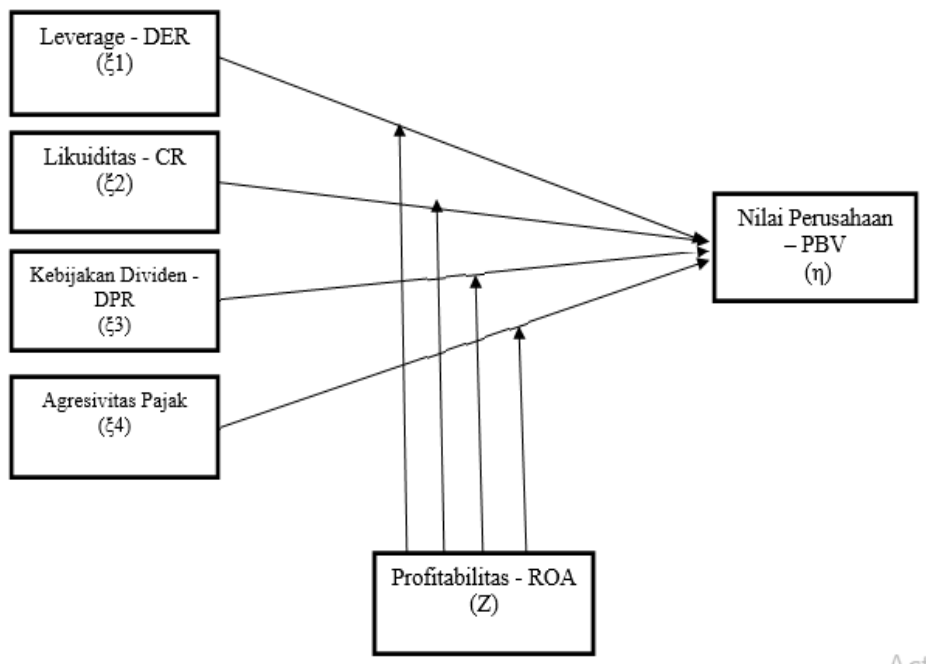 Leverage - DER
(ξ1)
Likuiditas - CR
(ξ2)
Kebijakan Dividen -
DPR
(ξ3)
Agresivitas Pajak
(ξ4)
Nilai Perusahaan
– PBV
(η)
Profitabilitas - ROA
(Z)